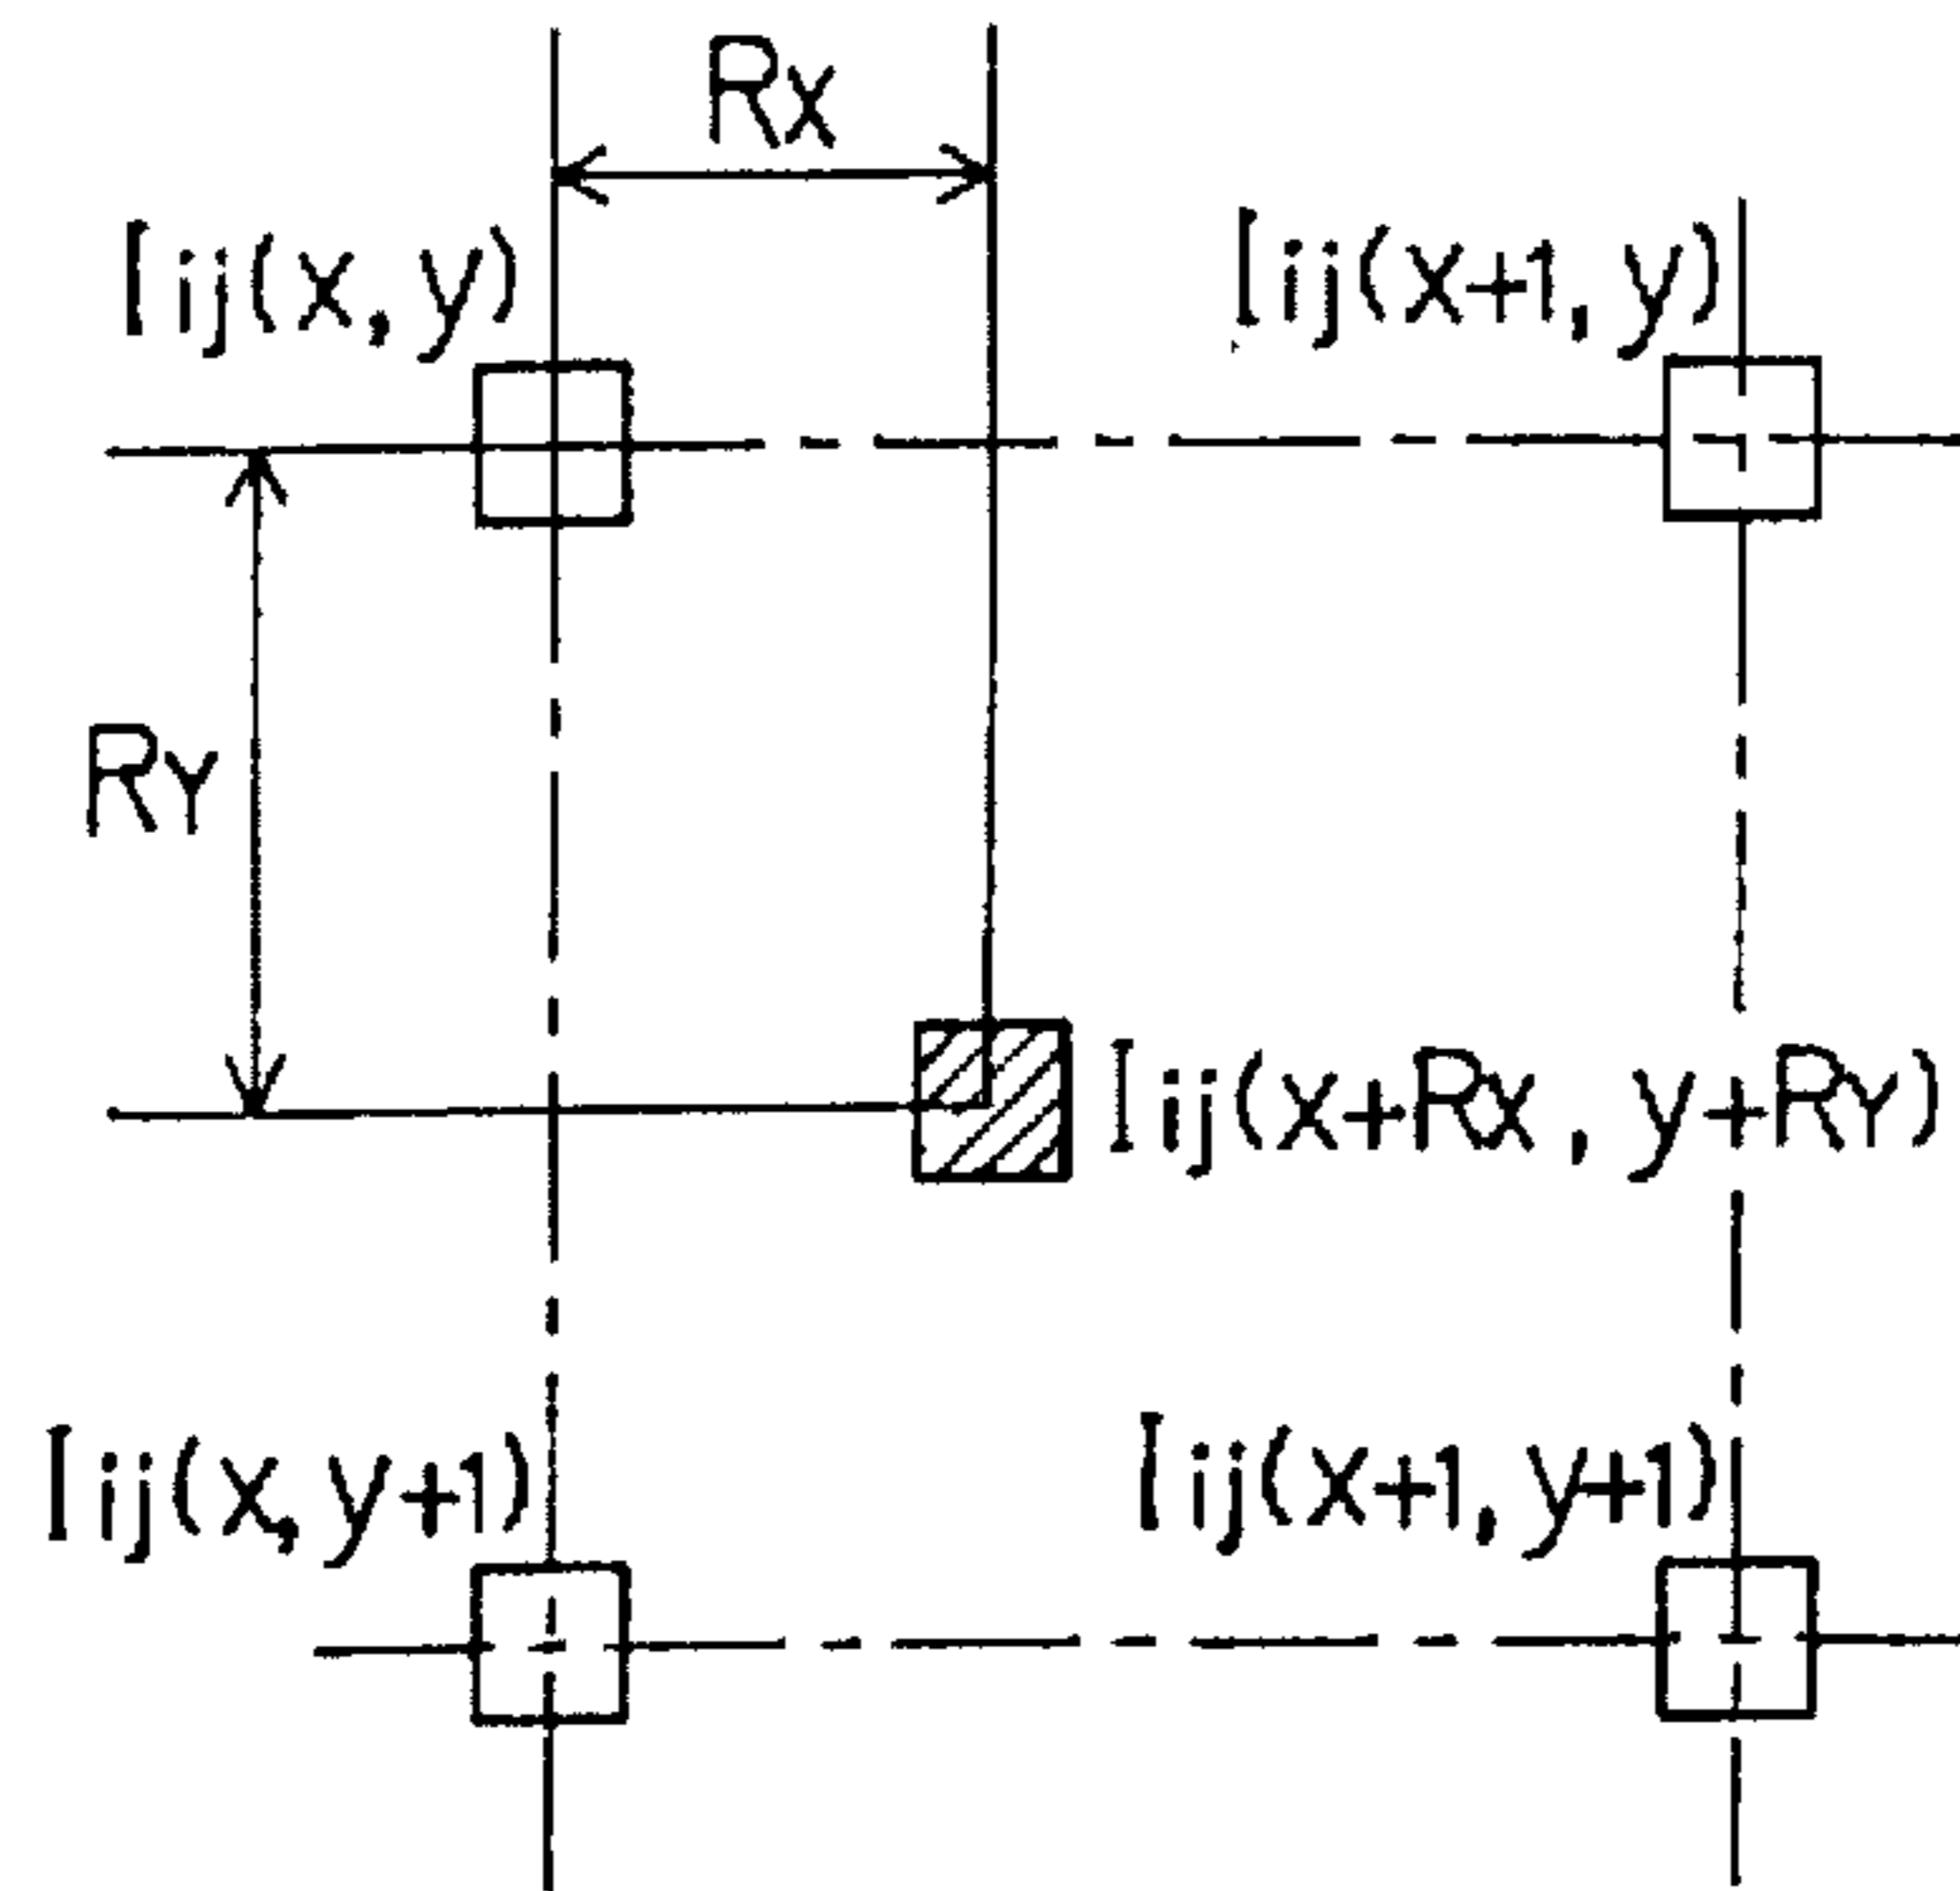 Rx
Iij(x,y)
Iij(x+1,y)
RY
Iij(x+Rx,y+RY)
Iij(x,y+1)
Iij(x+1,y+1)